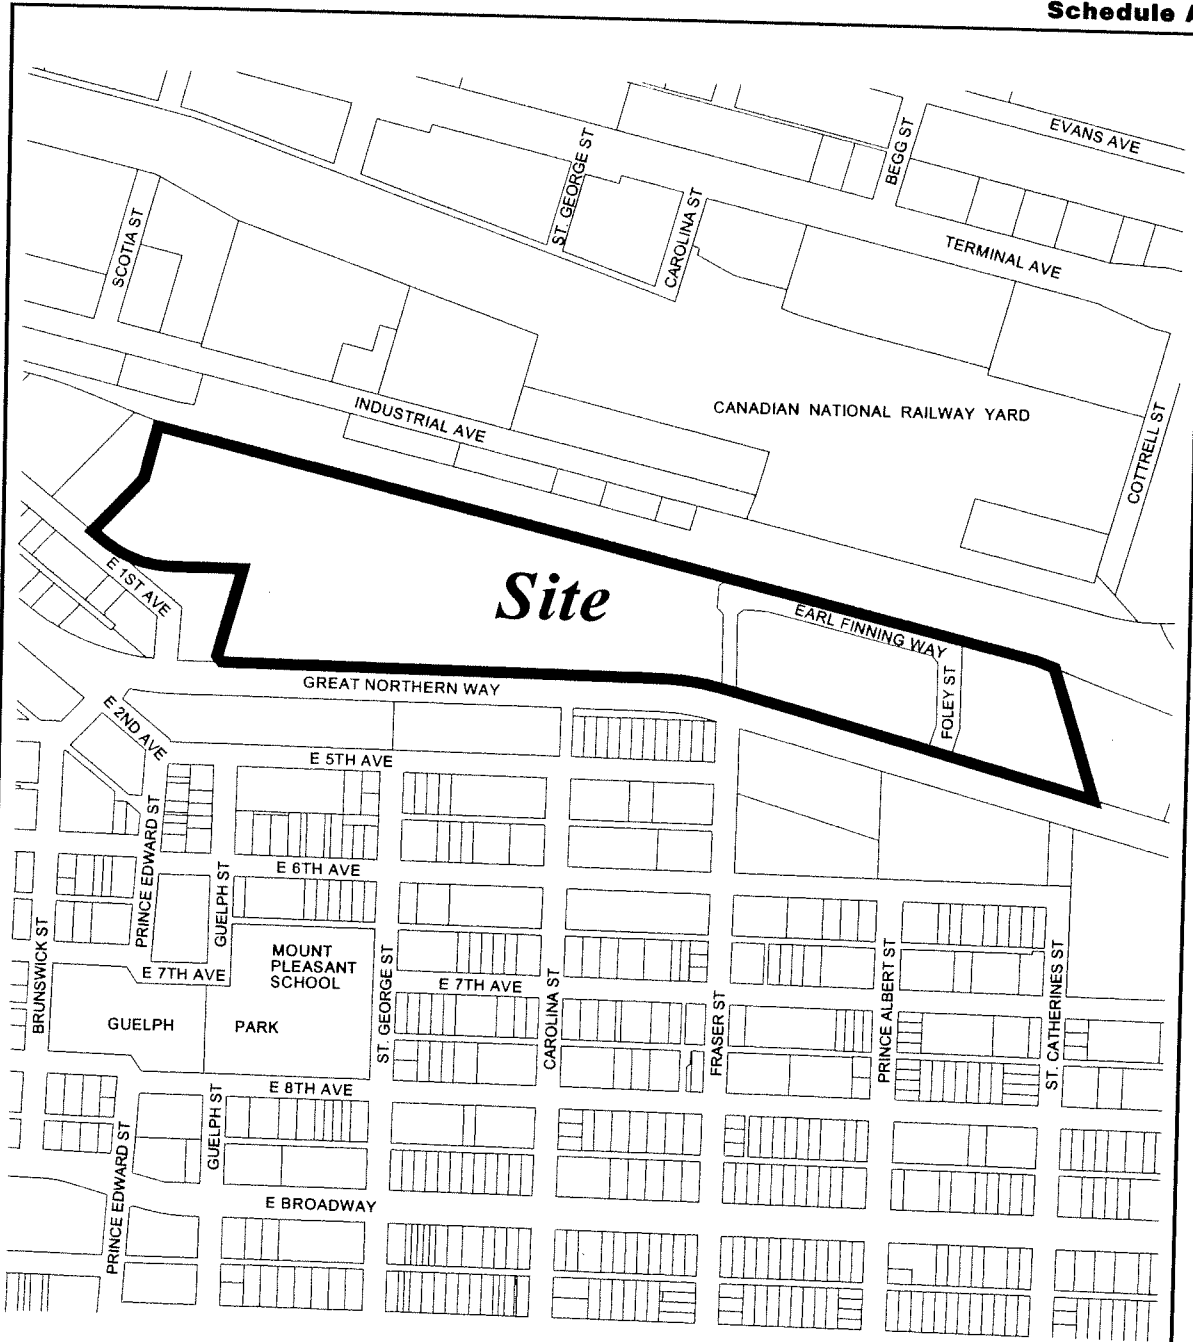 Schedule A
EVANS AVE
BEGG ST
ST. GEORGE ST
CAROLINA ST
SCOTIA ST
TERMINAL AVE
INDUSTRIAL AVE
CANADIAN NATIONAL RAILWAY YARD
COTTRELL ST
E 1ST AVE
Site
EARL FINNING WAY
FOLEY ST
GREAT NORTHERN WAY
E 2ND AVE
E 5TH AVE
PRINCE EDWARD ST
E 6TH AVE
GUELPH ST
BRUNSWICK ST
MOUNT
PLEASANT
SCHOOL
E 7TH AVE
E 7TH AVE
ST. GEORGE ST
CAROLINA ST
FRASER ST
PRINCE ALBERT ST
ST. CATHERINES ST
GUELPH PARK
E 8TH AVE
GUELPH ST
PRINCE EDWARD ST
E BROADWAY